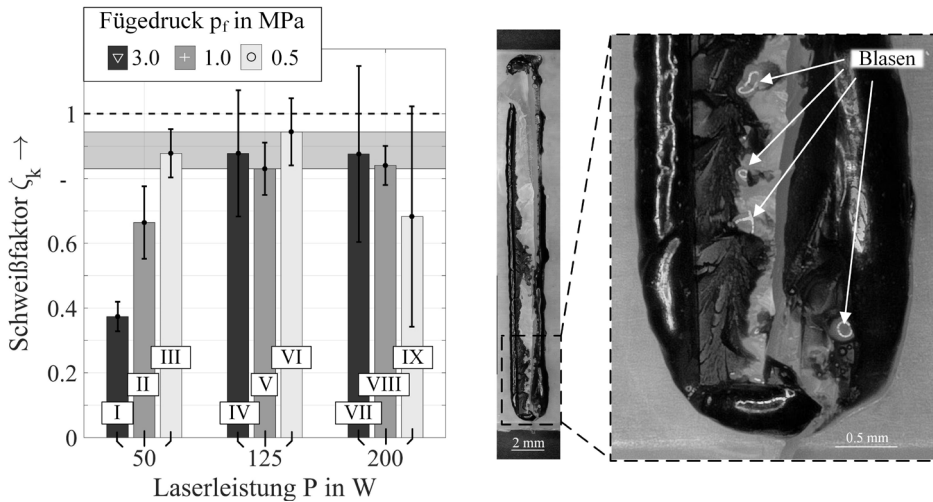 Fügedruck p_f in MPa
3.0 1.0 0.5
Schweißfaktor ζ_k →
1
-
0.6
0.4
0.2
0
I
II
III
IV
V
VI
VII
VIII
IX
50 125 200
Laserleistung P in W
2 mm
Blasen
0.5 mm